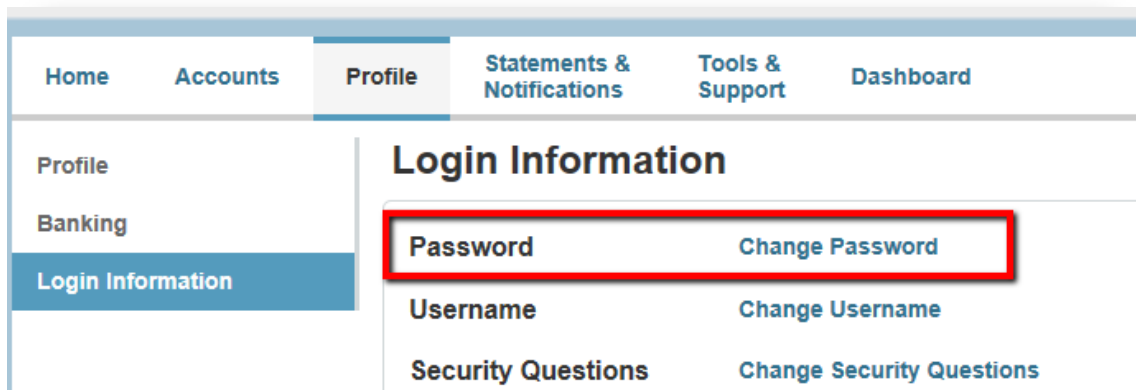 Home Accounts Profile Statements & Notifications Tools & Support Dashboard
Profile
Banking
Login Information
Login Information
Password Change Password
Username Change Username
Security Questions Change Security Questions